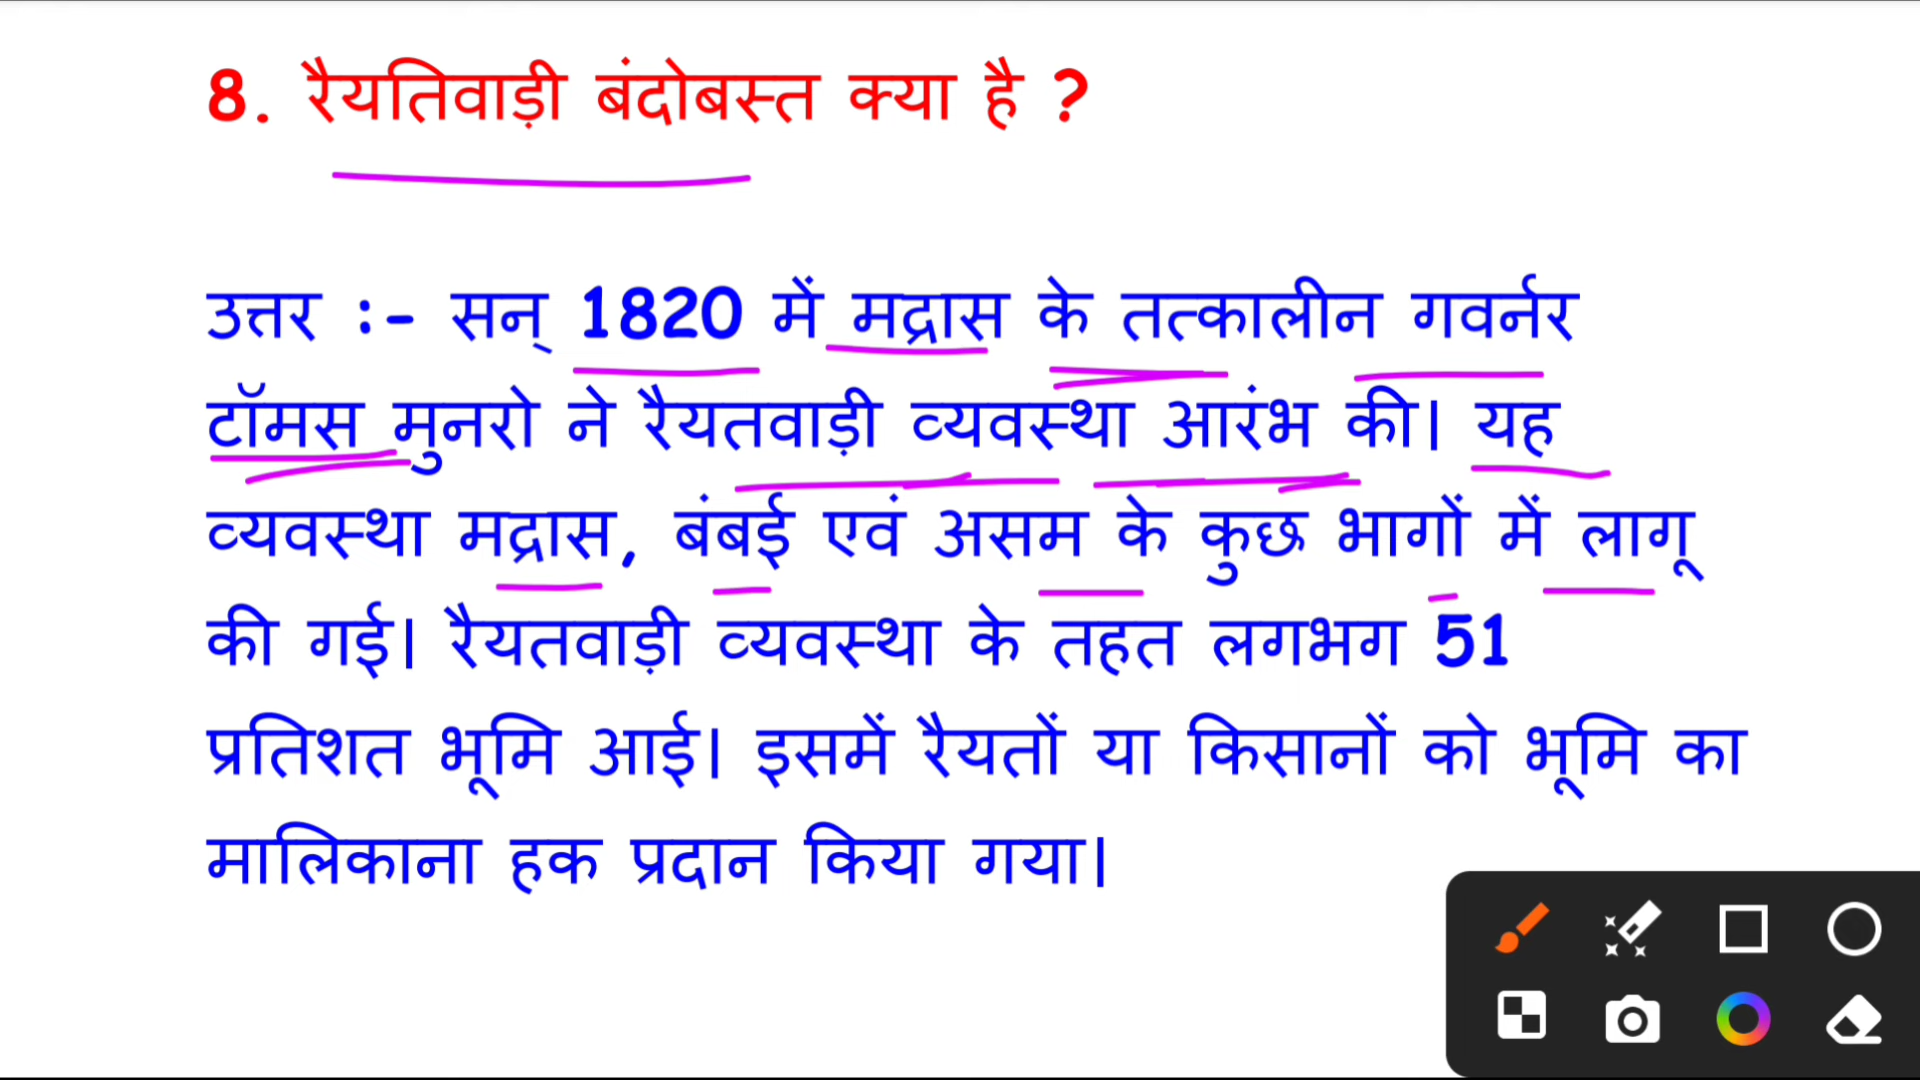 8. रैयतिवाड़ी बंदोबस्त क्या है ?
उत्तर :- सन् 1820 में मद्रास के तत्कालीन गवर्नर
टॉमस मुनरो ने रैयतवाड़ी व्यवस्था आरंभ की। यह
व्यवस्था मद्रास, बंबई एवं असम के कुछ भागों में लागू
की गई। रैयतवाड़ी व्यवस्था के तहत लगभग 51
प्रतिशत भूमि आई। इसमें रैयतों या किसानों को भूमि का
मालिकाना हक प्रदान किया गया।